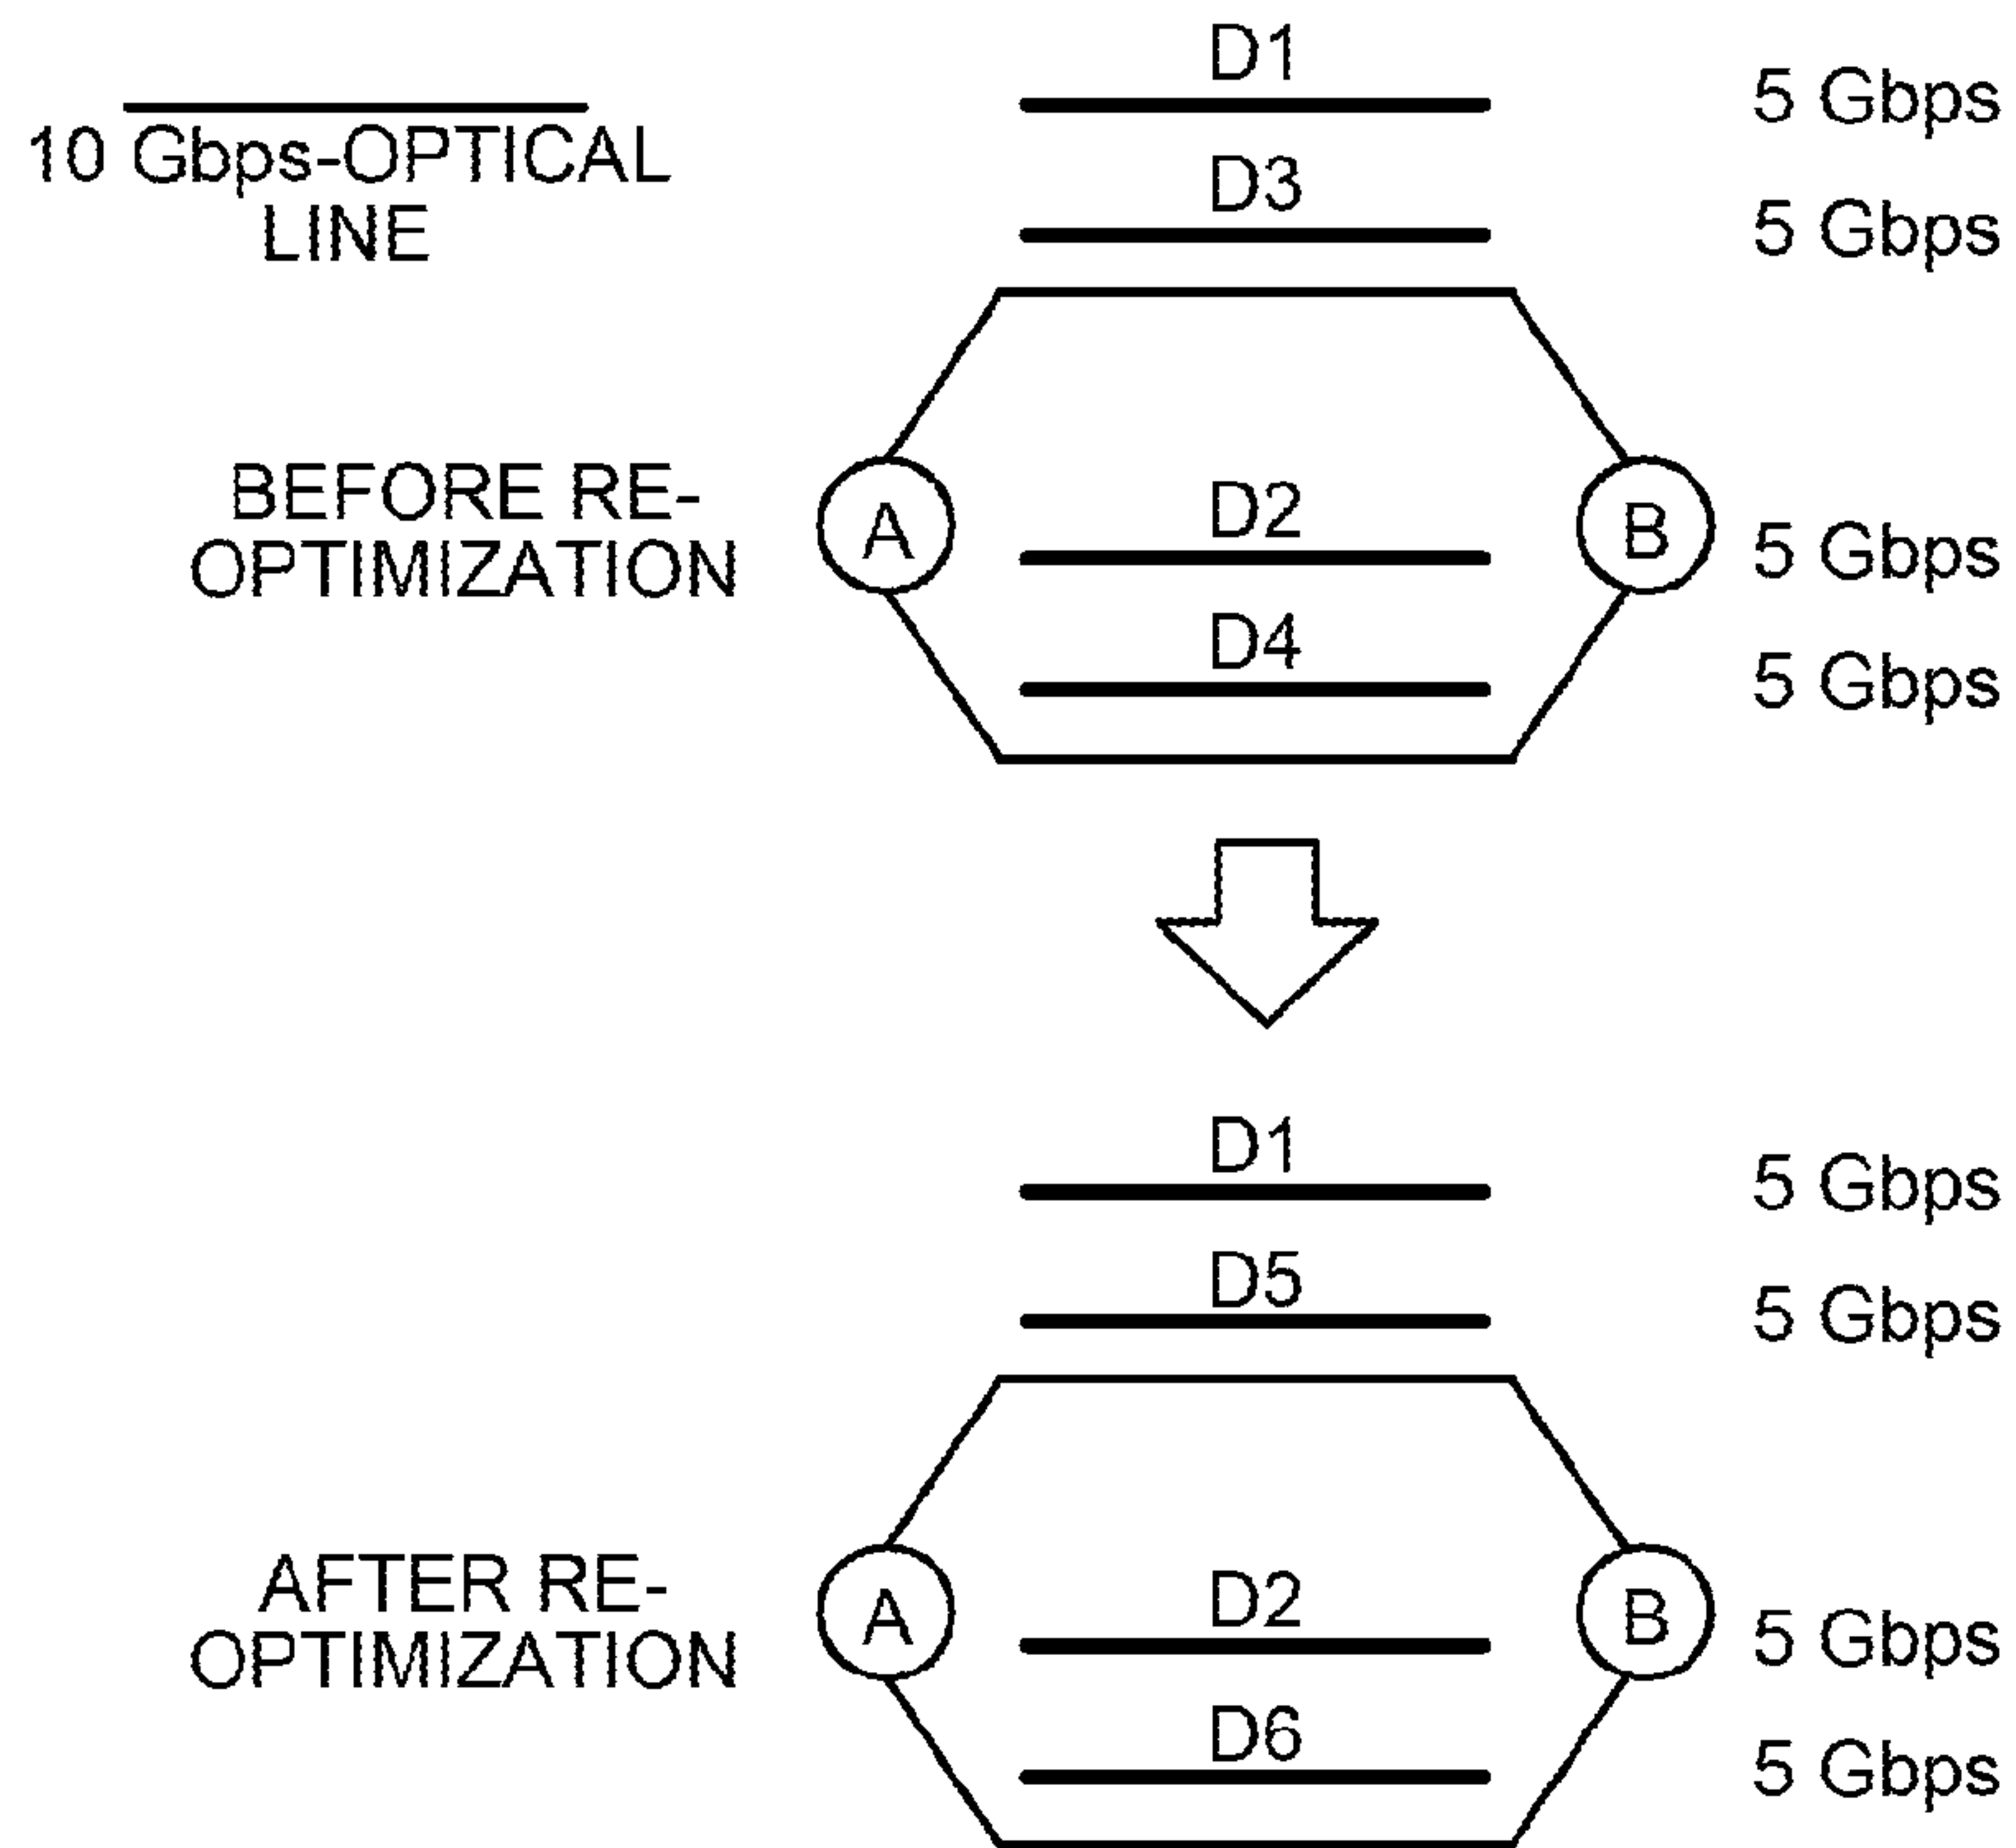 D1
5 Gbps
10 Gbps-OPTICAL
LINE
D3
5 Gbps
BEFORE RE-
OPTIMIZATION
A
D2
B
5 Gbps
D4
5 Gbps
D1
5 Gbps
D5
5 Gbps
AFTER RE-
OPTIMIZATION
A
D2
B
5 Gbps
D6
5 Gbps